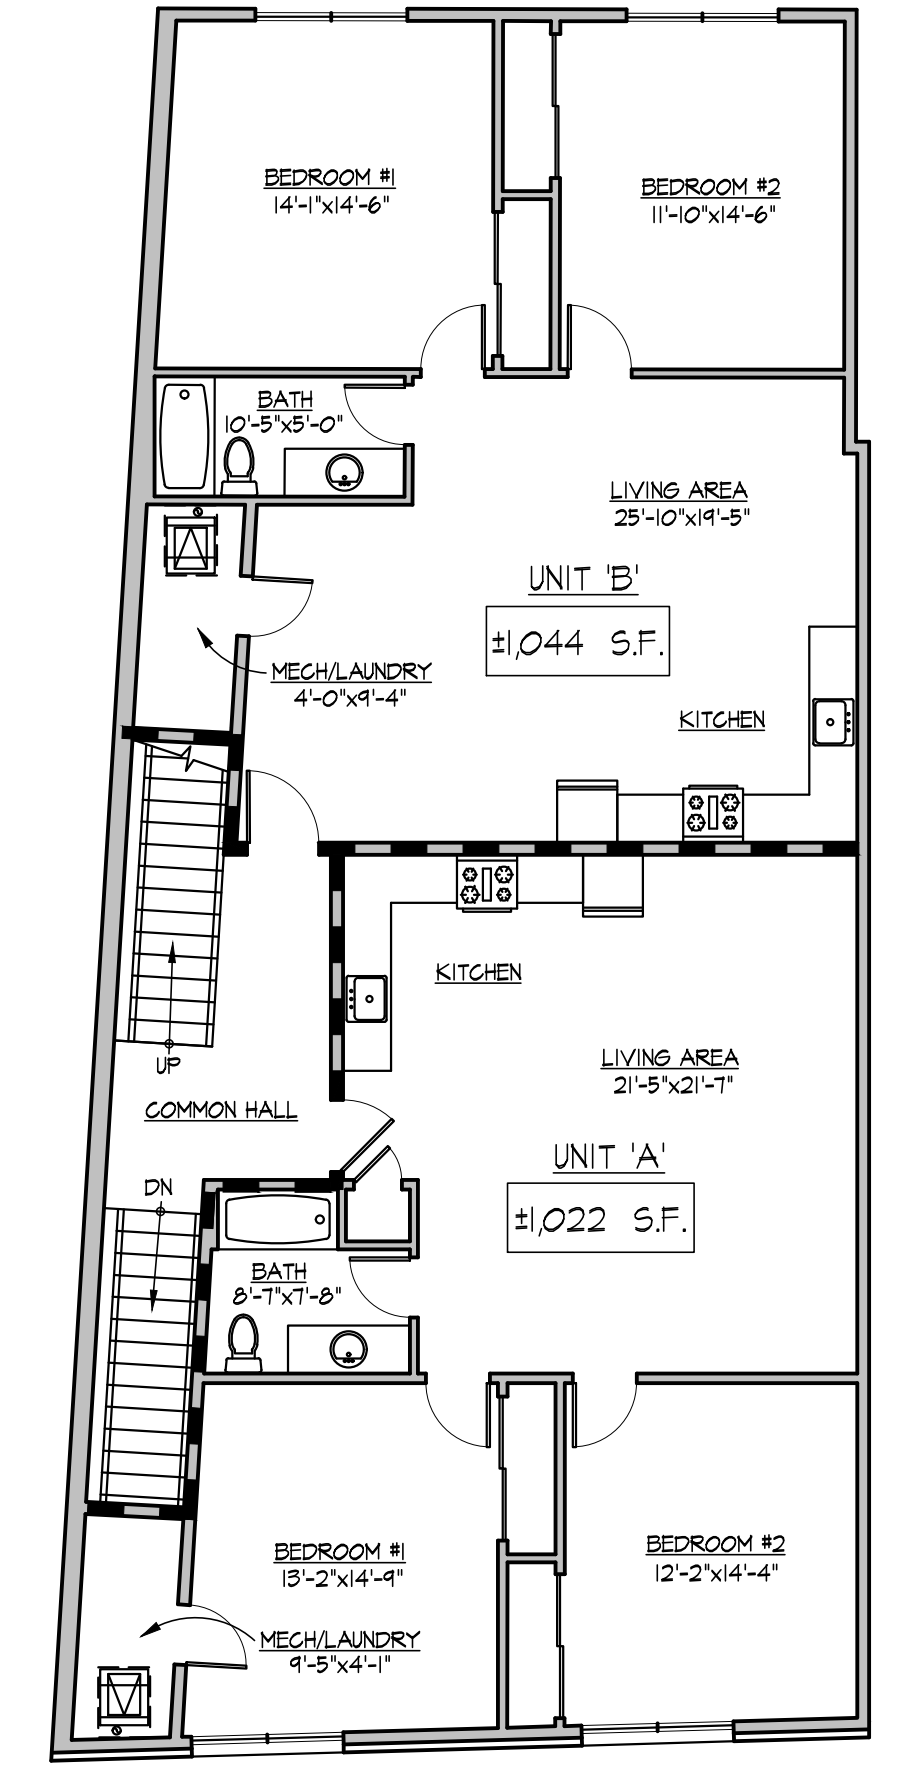 BEDROOM #1
14'-1"x14'-6"
BEDROOM #2
11'-10"x14'-6"
BATH
10'-5"x5'-0"
LIVING AREA
25'-10"x19'-5"
UNIT 'B'
±1,044 S.F.
MECH/LAUNDRY
4'-0"x9'-4"
KITCHEN
KITCHEN
LIVING AREA
21'-5"x21'-7"
UP
COMMON HALL
UNIT 'A'
±1,022 S.F.
DN
BATH
8'-7"x7'-8"
BEDROOM #1
13'-2"x14'-9"
BEDROOM #2
12'-2"x14'-4"
MECH/LAUNDRY
9'-5"x4'-1"